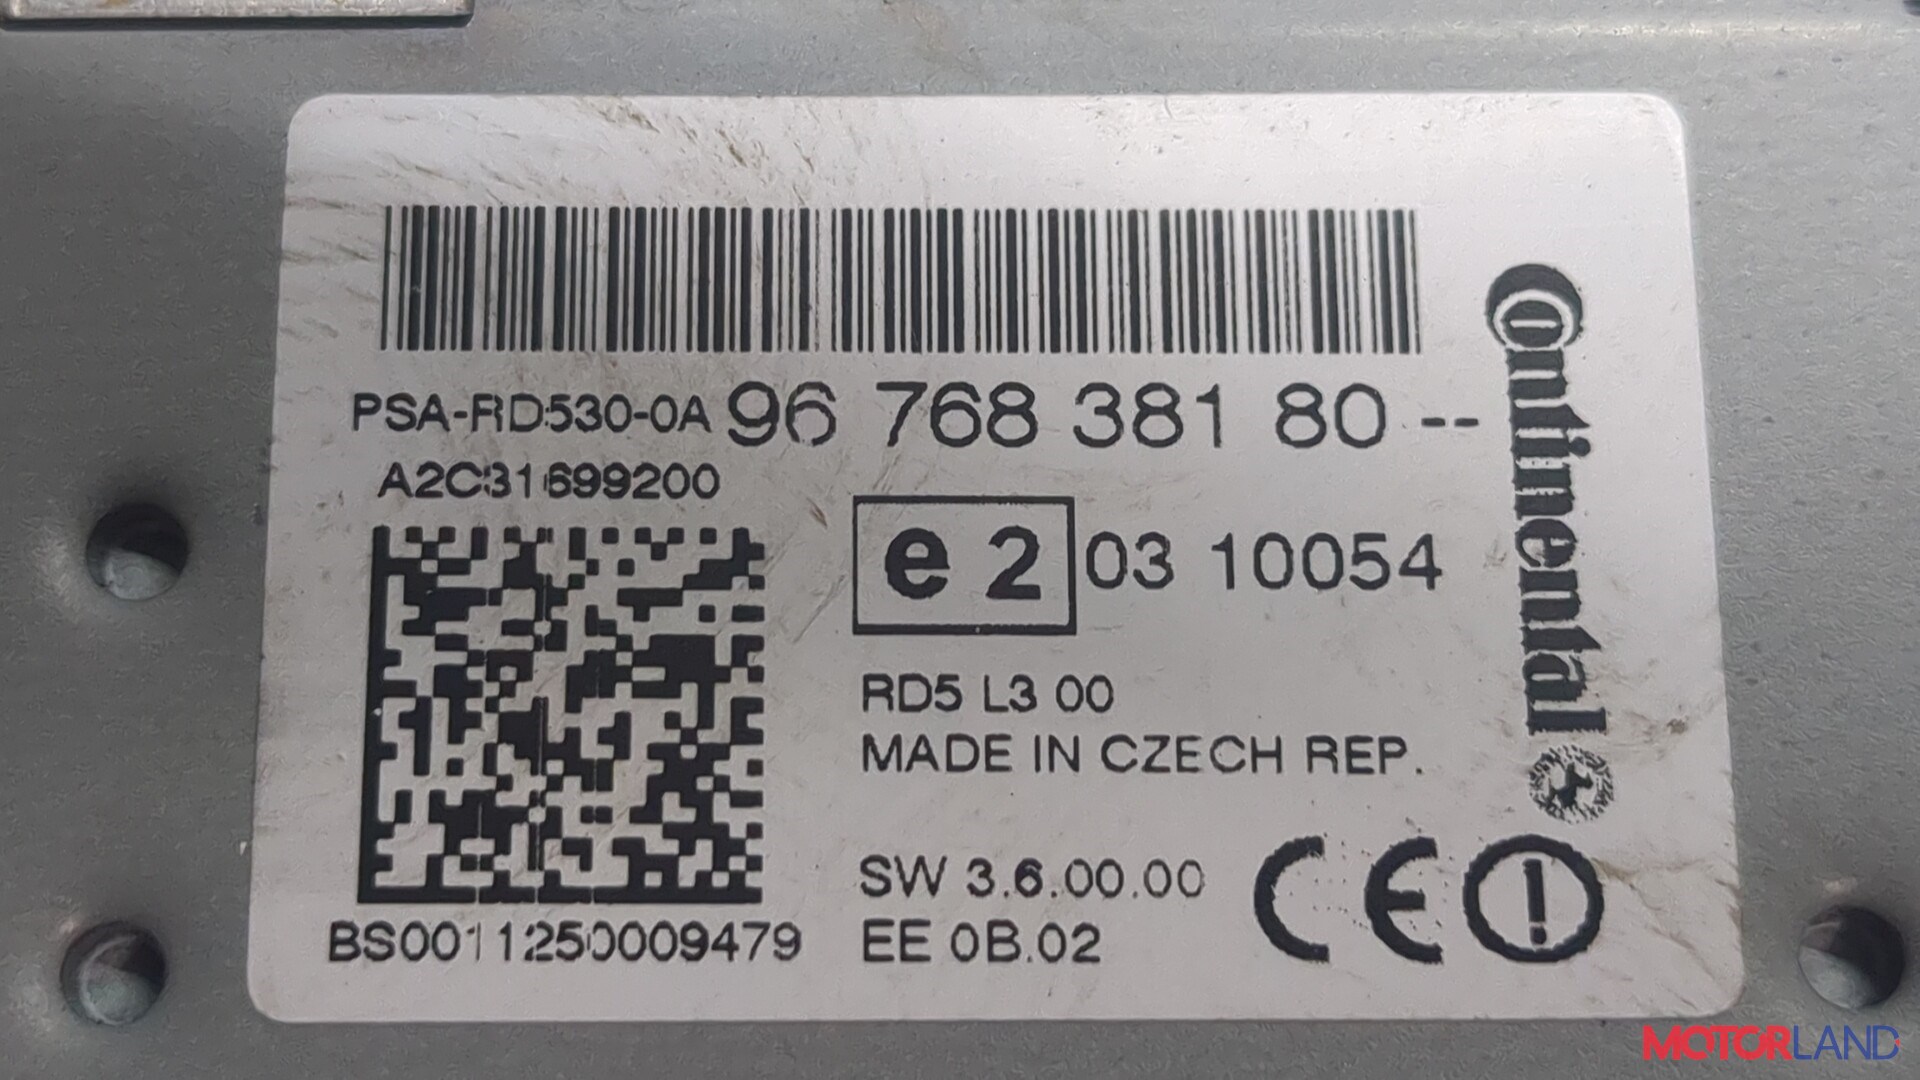 PSA-RD530-0A 96 768 381 80 --
A2C31699200
e 2 03 10054
RD5 L3 00
MADE IN CZECH REP.
SW 3.6.00.00
EE 0B.02
BS0011250009479
CE
Continental
MOTORLAND